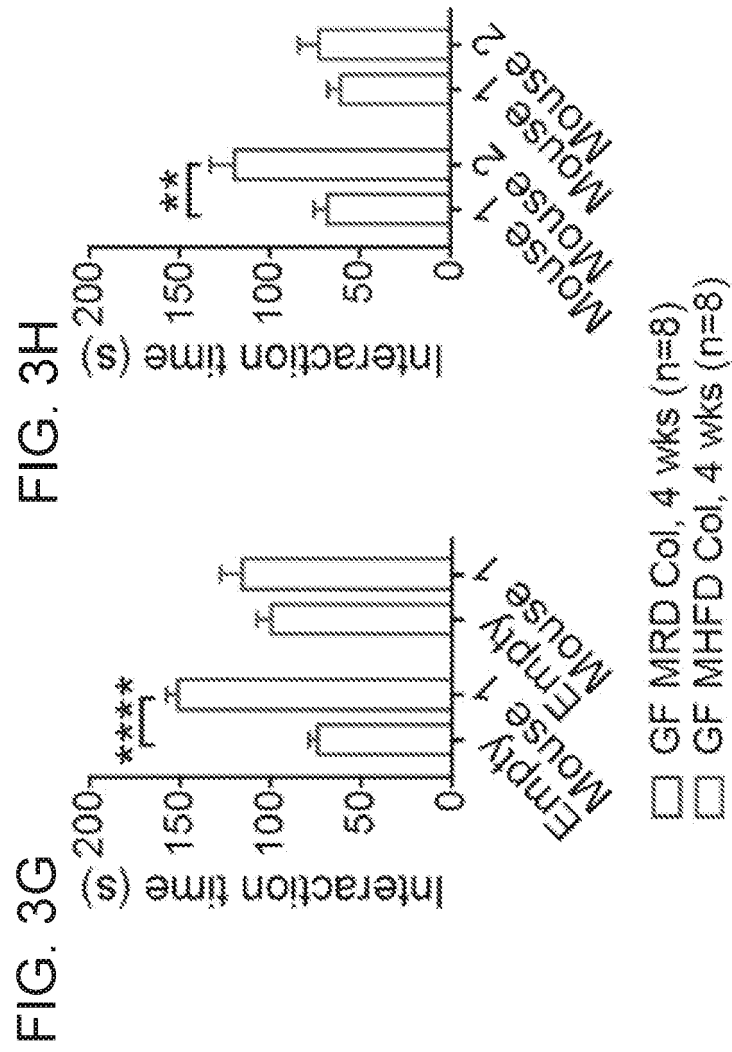 FIG. 3G
Interaction time (s)
200
150
100
50
0
****
Empty
Mouse 1
Empty
Mouse 1
FIG. 3H
Interaction time (s)
200
150
100
50
0
**
Mouse 1
Mouse 2
Mouse 1
Mouse 2
GF MRD Col, 4 wks (n=8)
GF MHFD Col, 4 wks (n=8)